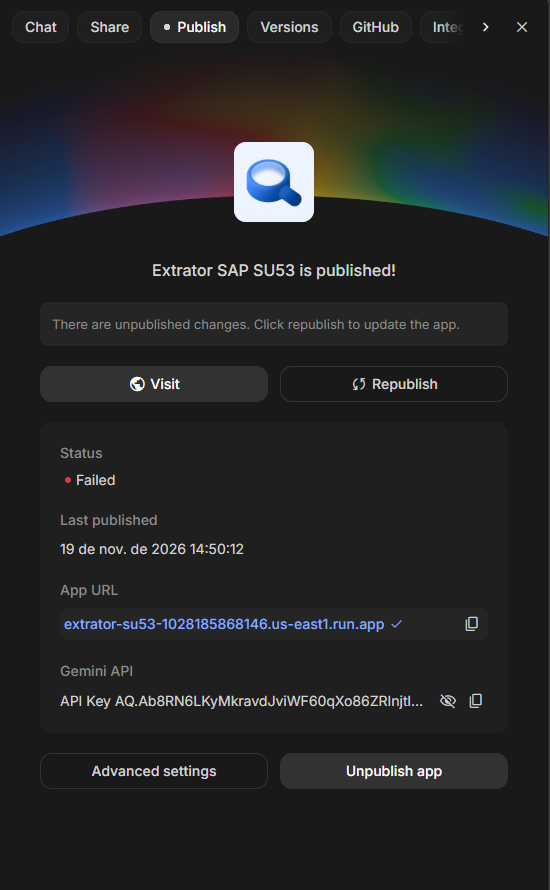 Chat Share Publish Versions GitHub Integ
Extrator SAP SU53 is published!
There are unpublished changes. Click republish to update the app.
Visit Republish
Status
Failed
Last published
19 de nov. de 2026 14:50:12
App URL
extrator-su53-1028185868146.us-east1.run.app
Gemini API
API Key AQ.Ab8RN6LKyMkravdJviWF60qXo86ZRInjtI...
Advanced settings Unpublish app